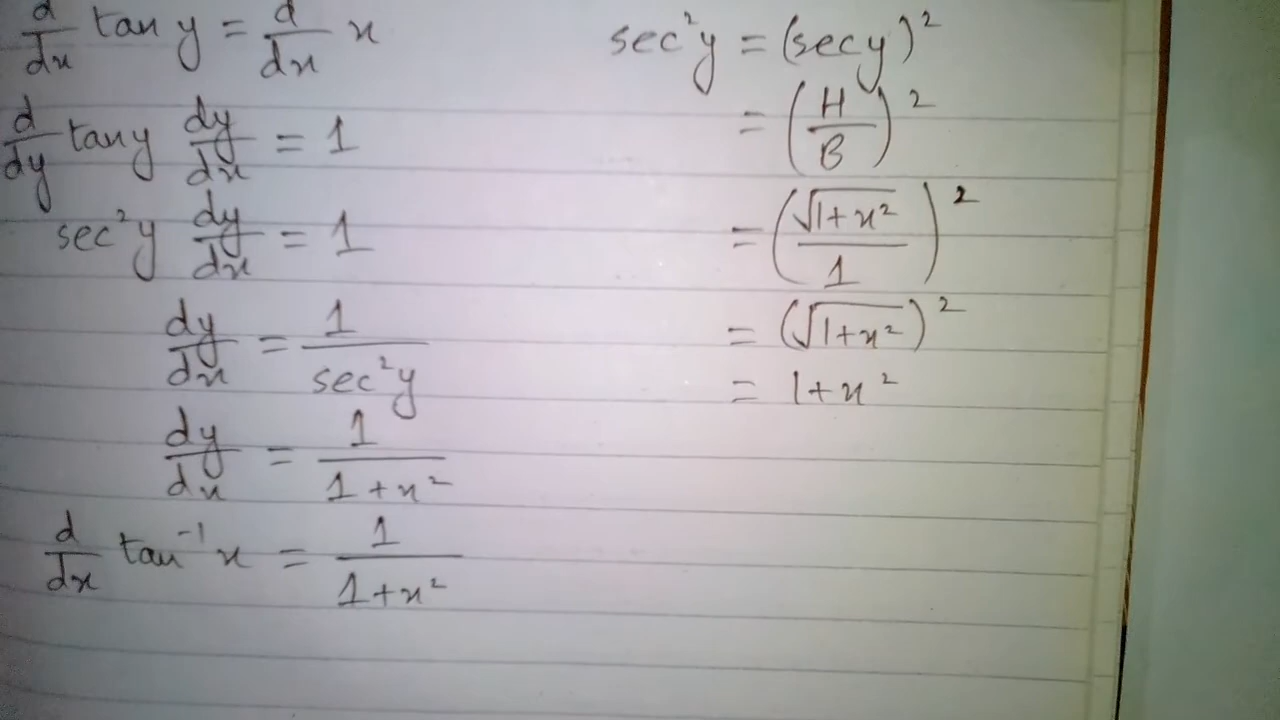 d/dx tan y = d/dx x
d/dy tan y dy/dx = 1
sec²y dy/dx = 1
dy/dx = 1/sec²y
dy/dx = 1/1+x²
d/dx tan⁻¹ x = 1/1+x²
sec²y = (sec y)²
= (H/B)²
= (√1+x²/1)²
= (√1+x²)²
= 1+x²